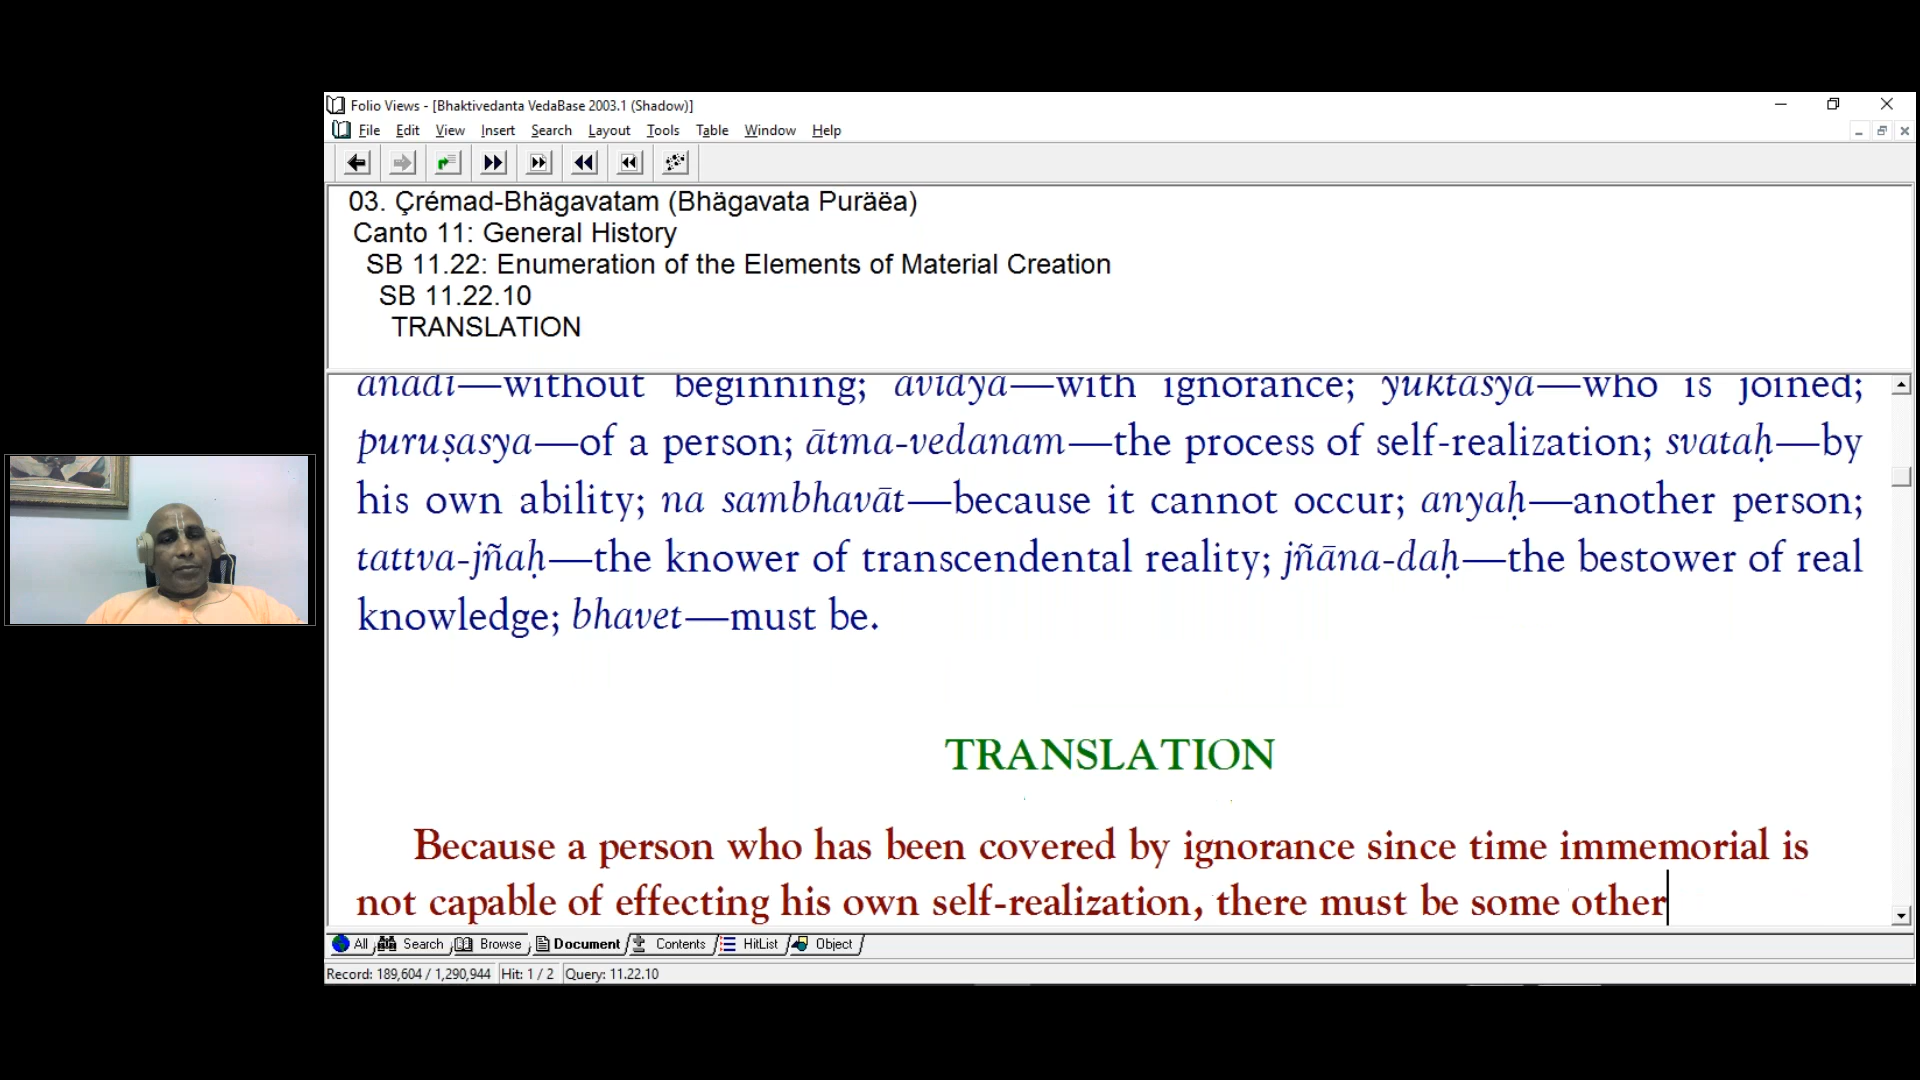 Folio Views - [Bhaktivedanta VedaBase 2003.1 (Shadow)]
File Edit View Insert Search Layout Tools Table Window Help
03. Çrémad-Bhägavatam (Bhägavata Puräëa)
Canto 11: General History
SB 11.22: Enumeration of the Elements of Material Creation
SB 11.22.10
TRANSLATION
anādi—without beginning; avidyā—with ignorance; yuktasya—who is joined;
puruṣasya—of a person; ātma-vedanam—the process of self-realization; svataḥ—by
his own ability; na sambhavāt—because it cannot occur; anyaḥ—another person;
tattva-jñaḥ—the knower of transcendental reality; jñāna-daḥ—the bestower of real
knowledge; bhavet—must be.
TRANSLATION
Because a person who has been covered by ignorance since time immemorial is
not capable of effecting his own self-realization, there must be some other
All Search Browse Document Contents HitList Object
Record: 189,604 / 1,290,944 Hit: 1 / 2 Query: 11.22.10